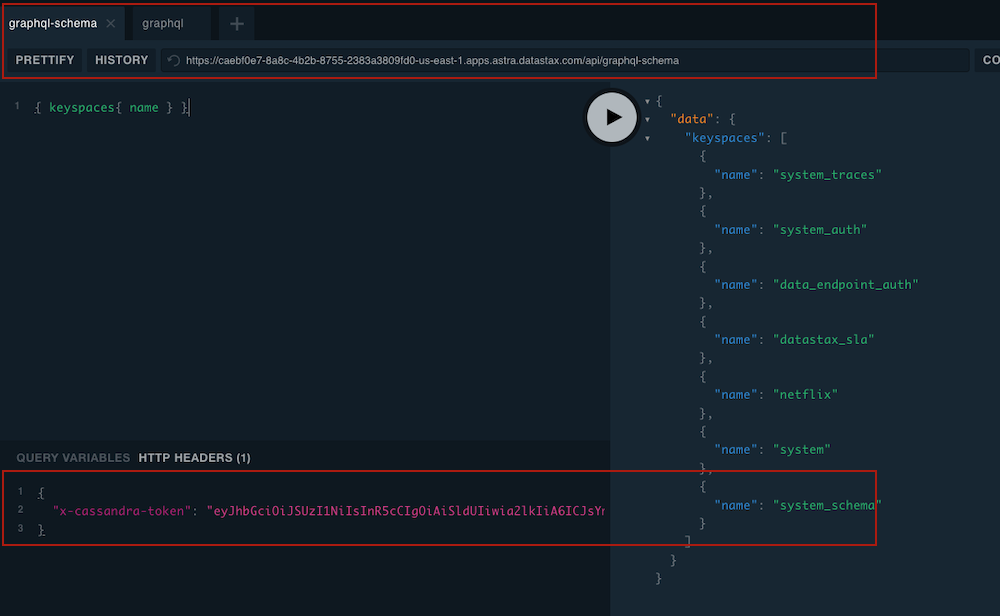 graphql-schema × graphql +
PRETTIFY HISTORY https://caebf0e7-8a8c-4b2b-8755-2383a3809fd0-us-east-1.apps.astra.datastax.com/api/graphql-schema CO
1 { keyspaces{ name } }
{
"data": {
"keyspaces": [
{
"name": "system_traces"
},
{
"name": "system_auth"
},
{
"name": "data_endpoint_auth"
},
{
"name": "datastax_sla"
},
{
"name": "netflix"
},
{
"name": "system"
},
{
"name": "system_schema"
}
]
}
}
QUERY VARIABLES HTTP HEADERS (1)
1 {
2 "x-cassandra-token": "eyJhbGciOiJSUzI1NiIsInR5cCIgOiAiSldUIiwia2lkIiA6ICJsYr
3 }